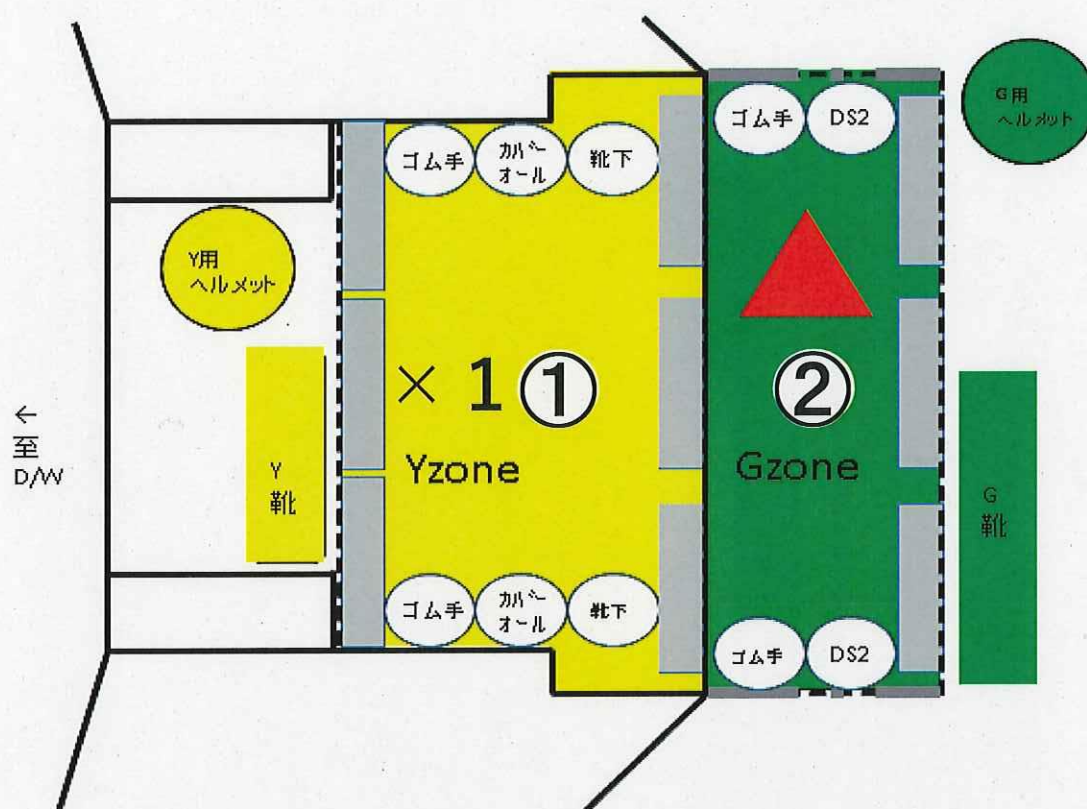 ゴム手
カバー
オール
靴下
ゴム手
DS2
G用
ヘルメット
Y用
ヘルメット
×1①
②
←
至
D/W
Yzone
Gzone
Y
靴
G
靴
ゴム手
カバー
オール
靴下
ゴム手
DS2